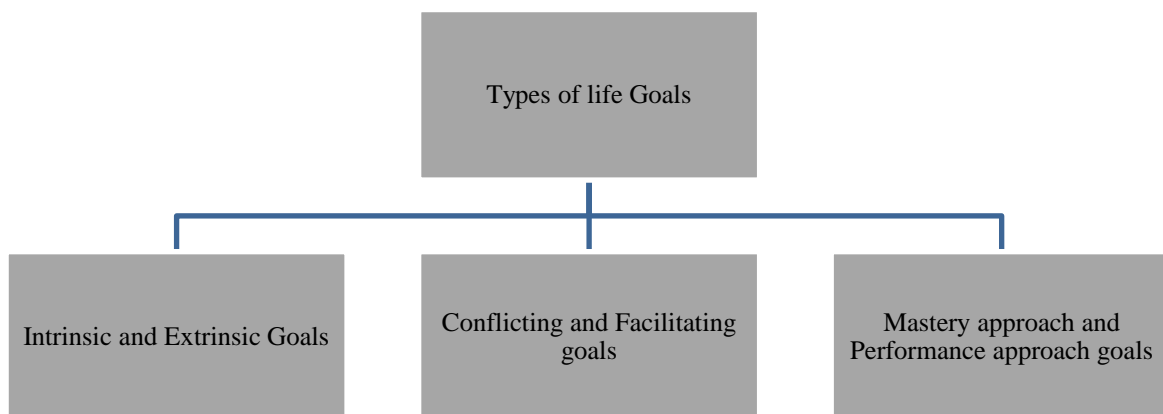 Types of life Goals
Intrinsic and Extrinsic Goals
Conflicting and Facilitating
goals
Mastery approach and
Performance approach goals